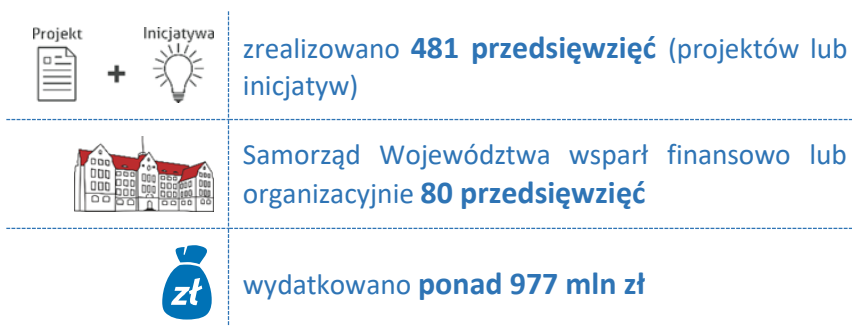 Projekt + Inicjatywa
zrealizowano 481 przedsięwzięć (projektów lub
inicjatyw)
Samorząd Województwa wsparł finansowo lub
organizacyjnie 80 przedsięwzięć
zł
wydatkowano ponad 977 mln zł